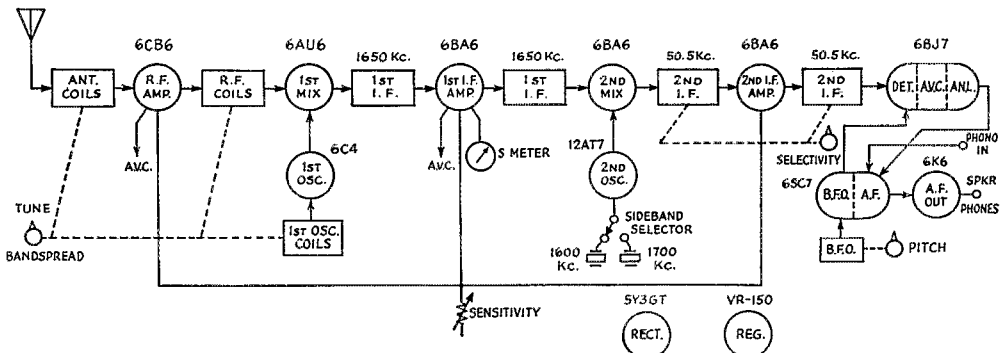 6CB6
6AU6
1650 Kc.
6BA6
1650 Kc.
6BA6
50.5Kc.
6BA6
50.5Kc.
6BJ7
ANT.
COILS
R.F.
AMP.
R.F.
COILS
1ST
MIX
1ST
I. F.
1ST I.F.
AMP.
1ST
I. F.
2ND
MIX
2ND
I. F.
2ND I.F.
AMP.
2ND
I. F.
DET.
A.V.C.
A.N.L.
A.V.C.
6C4
A.V.C.
S METER
12AT7
SELECTIVITY
PHONO
IN
6K6
6SC7
1ST
OSC.
2ND
OSC.
B.F.O.
A.F.
A.F.
OUT
SPKR
PHONES
TUNE
BANDSPREAD
1ST OSC.
COILS
SIDEBAND
SELECTOR
1600
Kc.
1700
Kc.
B.F.O.
PITCH
SENSITIVITY
5Y3GT
VR-150
RECT.
REG.